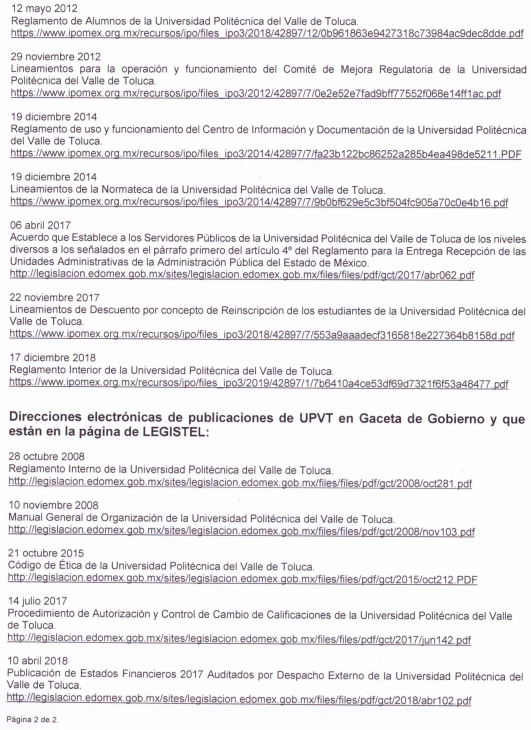 12 mayo 2012
Reglamento de Alumnos de la Universidad Politécnica del Valle de Toluca.
https://www.ipomex.org.mx/recursos/ipo/files_ipo3/2018/42897/12/0b961863e9427318c73984ac9dec8dde.pdf
29 noviembre 2012
Lineamientos para la operación y funcionamiento del Comité de Mejora Regulatoria de la Universidad
Politécnica del Valle de Toluca.
https://www.ipomex.org.mx/recursos/ipo/files_ipo3/2012/42897/7/0e2e52e7fad9bff77552f068e14ff1ac.pdf
19 diciembre 2014
Reglamento de uso y funcionamiento del Centro de Información y Documentación de la Universidad Politécnica
del Valle de Toluca.
https://www.ipomex.org.mx/recursos/ipo/files_ipo3/2014/42897/7/fa23b122bc86252a285b4ea498de5211.PDF
19 diciembre 2014
Lineamientos de la Normateca de la Universidad Politécnica del Valle de Toluca.
https://www.ipomex.org.mx/recursos/ipo/files_ipo3/2014/42897/7/9b0bf629e5c3bf504fc905a70c0e4b16.pdf
06 abril 2017
Acuerdo que Establece a los Servidores Públicos de la Universidad Politécnica del Valle de Toluca de los niveles
diversos a los señalados en el párrafo primero del artículo 4º del Reglamento para la Entrega Recepción de las
Unidades Administrativas de la Administración Pública del Estado de México.
http://legislacion.edomex.gob.mx/sites/legislacion.edomex.gob.mx/files/files/pdf/gct/2017/abr062.pdf
22 noviembre 2017
Lineamientos de Descuento por concepto de Reinscripción de los estudiantes de la Universidad Politécnica del
Valle de Toluca.
https://www.ipomex.org.mx/recursos/ipo/files_ipo3/2018/42897/7/553a9aaadecf3165818e227364b8158d.pdf
17 diciembre 2018
Reglamento Interior de la Universidad Politécnica del Valle de Toluca.
https://www.ipomex.org.mx/recursos/ipo/files_ipo3/2019/42897/1/7b6410a4ce53df69d7321f6f53a48477.pdf
Direcciones electrónicas de publicaciones de UPVT en Gaceta de Gobierno y que
están en la página de LEGISTEL:
28 octubre 2008
Reglamento Interno de la Universidad Politécnica del Valle de Toluca.
http://legislacion.edomex.gob.mx/sites/legislacion.edomex.gob.mx/files/files/pdf/gct/2008/oct281.pdf
10 noviembre 2008
Manual General de Organización de la Universidad Politécnica del Valle de Toluca.
http://legislacion.edomex.gob.mx/sites/legislacion.edomex.gob.mx/files/files/pdf/gct/2008/nov103.pdf
21 octubre 2015
Código de Ética de la Universidad Politécnica del Valle de Toluca.
http://legislacion.edomex.gob.mx/sites/legislacion.edomex.gob.mx/files/files/pdf/gct/2015/oct212.PDF
14 julio 2017
Procedimiento de Autorización y Control de Cambio de Calificaciones de la Universidad Politécnica del Valle
de Toluca.
http://legislacion.edomex.gob.mx/sites/legislacion.edomex.gob.mx/files/files/pdf/gct/2017/jun142.pdf
10 abril 2018
Publicación de Estados Financieros 2017 Auditados por Despacho Externo de la Universidad Politécnica del
Valle de Toluca.
http://legislacion.edomex.gob.mx/sites/legislacion.edomex.gob.mx/files/files/pdf/gct/2018/abr102.pdf
Página 2 de 2.